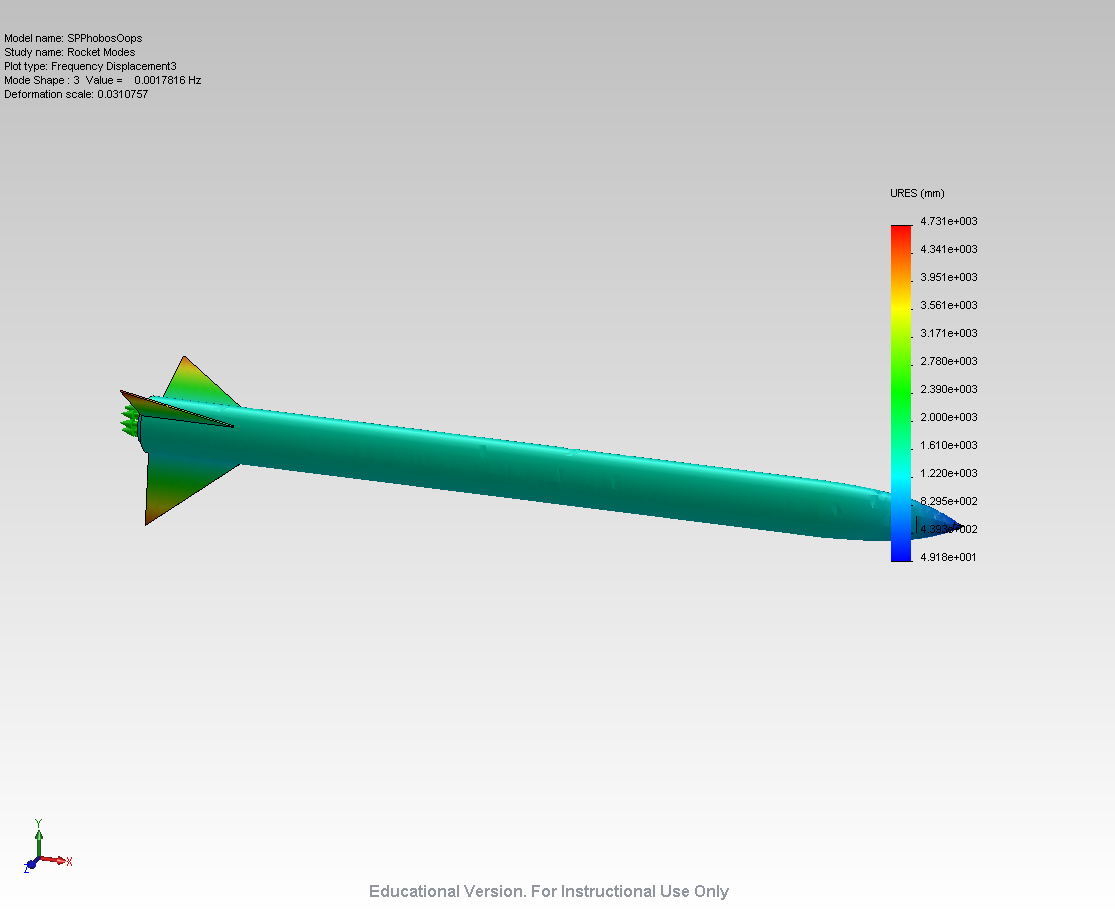 Model name: SPPhobosOops
Study name: Rocket Modes
Plot type: Frequency Displacement3
Mode Shape : 3 Value = 0.0017816 Hz
Deformation scale: 0.0310757
URES (mm)
4.731e+003
4.341e+003
3.951e+003
3.561e+003
3.171e+003
2.780e+003
2.390e+003
2.000e+003
1.610e+003
1.220e+003
8.295e+002
4.393e+002
4.918e+001
Y
X
Z
Educational Version. For Instructional Use Only